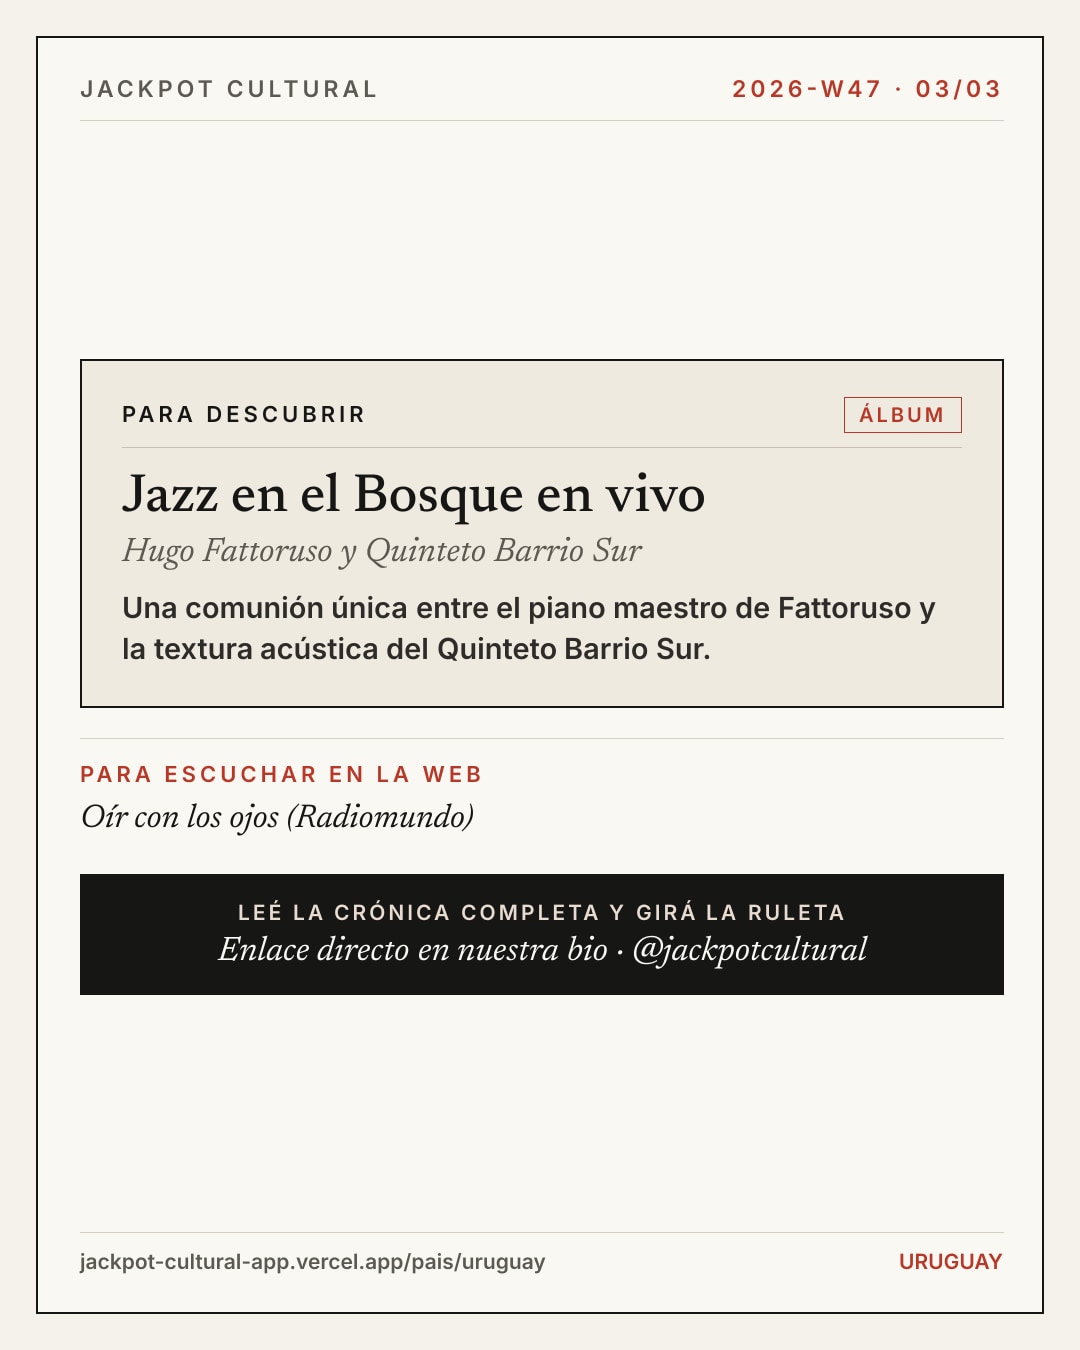 JACKPOT CULTURAL
2026-W47 · 03/03
PARA DESCUBRIR
ÁLBUM
Jazz en el Bosque en vivo
Hugo Fattoruso y Quinteto Barrio Sur
Una comunión única entre el piano maestro de Fattoruso y
la textura acústica del Quinteto Barrio Sur.
PARA ESCUCHAR EN LA WEB
Oír con los ojos (Radiomundo)
LEÉ LA CRÓNICA COMPLETA Y GIRÁ LA RULETA
Enlace directo en nuestra bio · @jackpotcultural
jackpot-cultural-app.vercel.app/pais/uruguay
URUGUAY